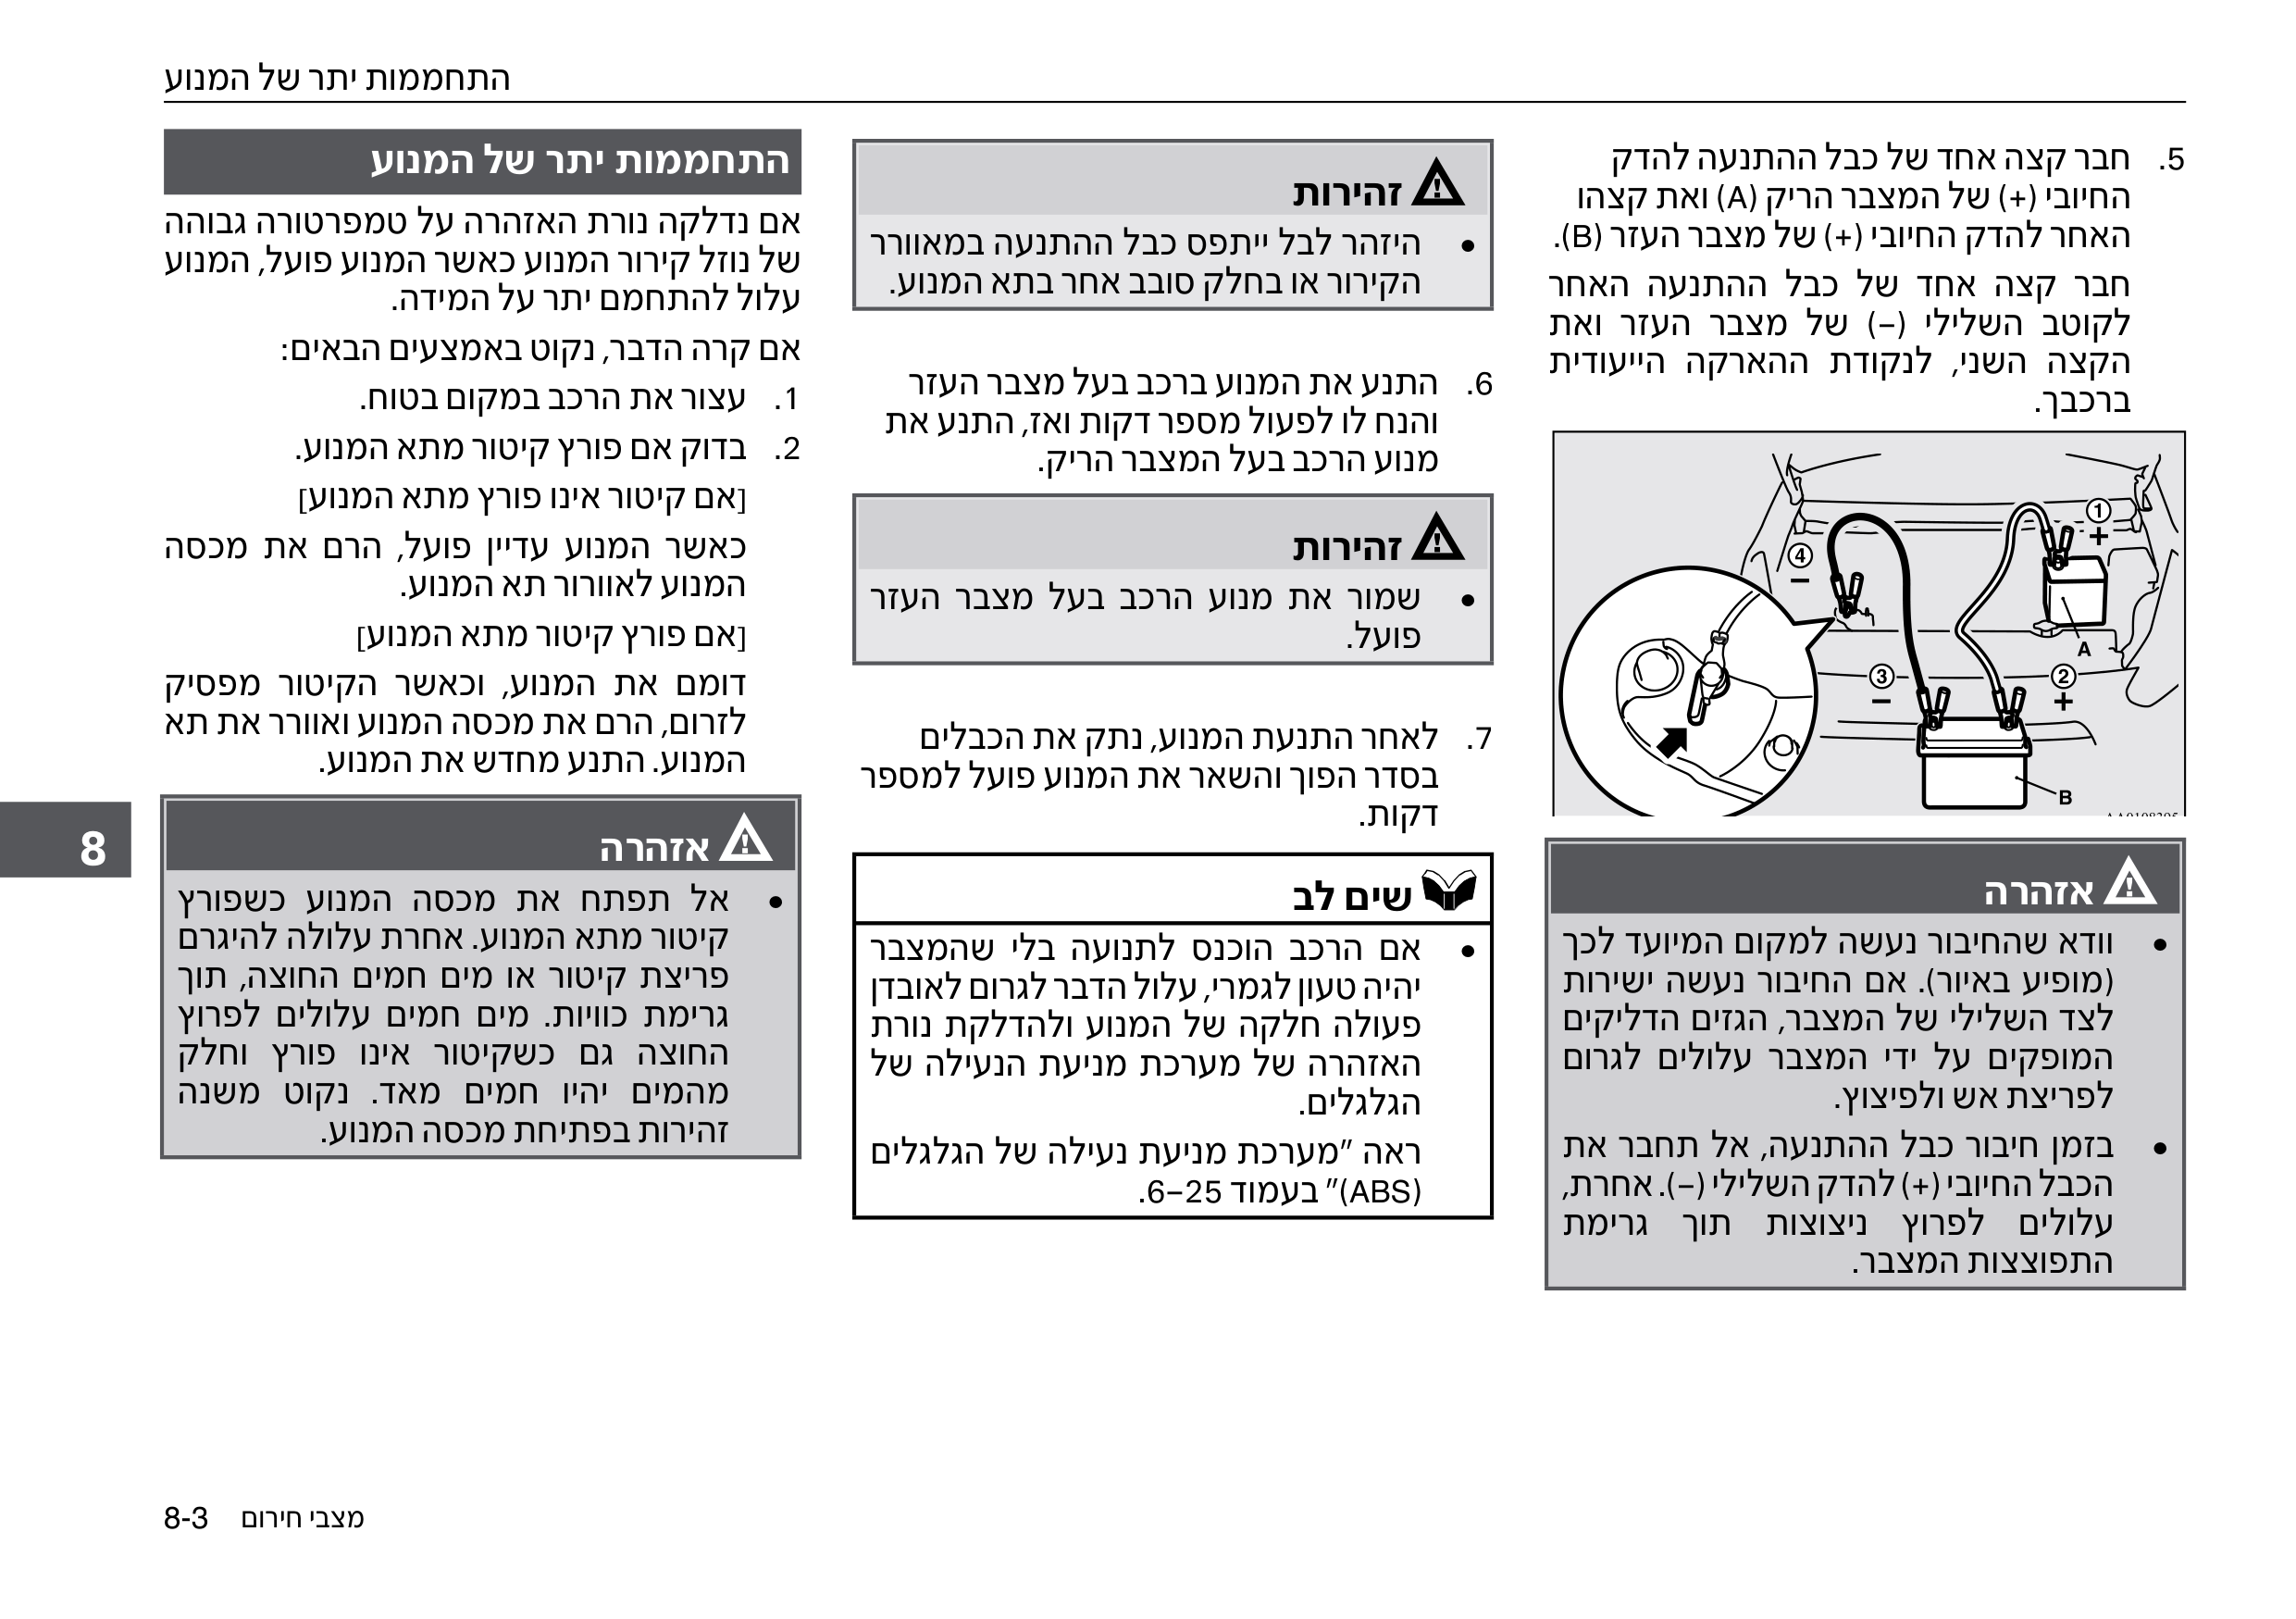 התחממות יתר של המנוע
5. חבר קצה אחד של כבל ההתנעה להדק
החיובי (+) של המצבר הריק (A) ואת קצהו
האחר להדק החיובי (+) של מצבר העזר (B).
חבר קצה אחד של כבל ההתנעה האחר
לקוטב השלילי (–) של מצבר העזר ואת
הקצה השני, לנקודת ההארקה הייעודית
ברכבך.
1
+
4
–
A
3
–
2
+
B
אזהרה
• וודא שהחיבור נעשה למקום המיועד לכך
(מופיע באיור). אם החיבור נעשה ישירות
לצד השלילי של המצבר, הגזים הדליקים
המופקים על ידי המצבר עלולים לגרום
לפריצת אש ולפיצוץ.
• בזמן חיבור כבל ההתנעה, אל תחבר את
הכבל החיובי (+) להדק השלילי (–). אחרת,
עלולים לפרוץ ניצוצות תוך גרימת
התפוצצות המצבר.
זהירות
• היזהר לבל ייתפס כבל ההתנעה במאוורר
הקירור או בחלק סובב אחר בתא המנוע.
6. התנע את המנוע ברכב בעל מצבר העזר
והנח לו לפעול מספר דקות ואז, התנע את
מנוע הרכב בעל המצבר הריק.
זהירות
• שמור את מנוע הרכב בעל מצבר העזר
פועל.
7. לאחר התנעת המנוע, נתק את הכבלים
בסדר הפוך והשאר את המנוע פועל למספר
דקות.
שים לב
• אם הרכב הוכנס לתנועה בלי שהמצבר
יהיה טעון לגמרי, עלול הדבר לגרום לאובדן
פעולה חלקה של המנוע ולהדלקת נורת
האזהרה של מערכת מניעת הנעילה של
הגלגלים.
ראה "מערכת מניעת נעילה של הגלגלים
(ABS)" בעמוד 6–25.
התחממות יתר של המנוע
אם נדלקה נורת האזהרה על טמפרטורה גבוהה
של נוזל קירור המנוע כאשר המנוע פועל, המנוע
עלול להתחמם יתר על המידה.
אם קרה הדבר, נקוט באמצעים הבאים:
1. עצור את הרכב במקום בטוח.
2. בדוק אם פורץ קיטור מתא המנוע.
[אם קיטור אינו פורץ מתא המנוע]
כאשר המנוע עדיין פועל, הרם את מכסה
המנוע לאוורור תא המנוע.
[אם פורץ קיטור מתא המנוע]
דומם את המנוע, וכאשר הקיטור מפסיק
לזרום, הרם את מכסה המנוע ואוורר את תא
המנוע. התנע מחדש את המנוע.
אזהרה
• אל תפתח את מכסה המנוע כשפורץ
קיטור מתא המנוע. אחרת עלולה להיגרם
פריצת קיטור או מים חמים החוצה, תוך
גרימת כוויות. מים חמים עלולים לפרוץ
החוצה גם כשקיטור אינו פורץ וחלק
מהמים יהיו חמים מאד. נקוט משנה
זהירות בפתיחת מכסה המנוע.
8
מצבי חירום 8-3